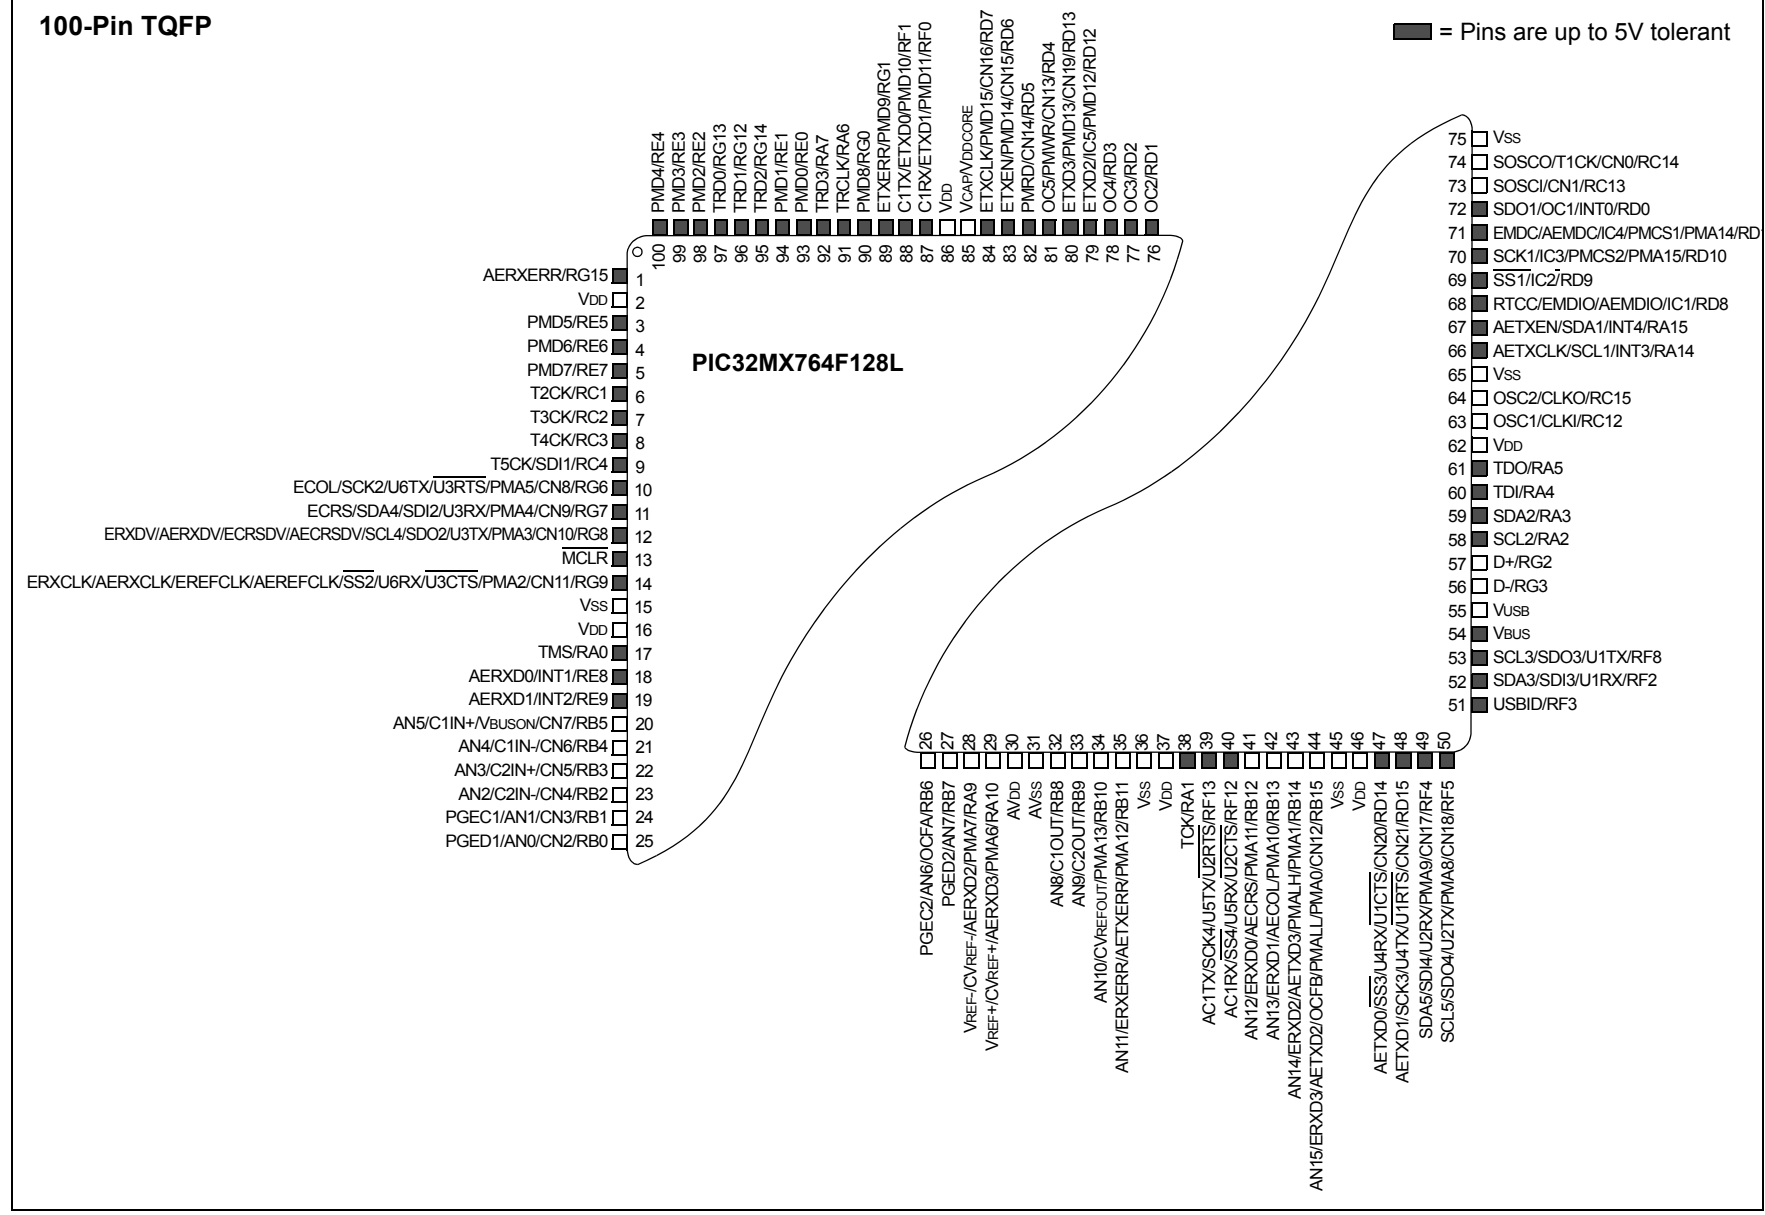 100-Pin TQFP
= Pins are up to 5V tolerant
PIC32MX764F128L
AERXERR/RG15 1
VDD 2
PMD5/RE5 3
PMD6/RE6 4
PMD7/RE7 5
T2CK/RC1 6
T3CK/RC2 7
T4CK/RC3 8
T5CK/SDI1/RC4 9
ECOL/SCK2/U6TX/U3RTS/PMA5/CN8/RG6 10
ECRS/SDA4/SDI2/U3RX/PMA4/CN9/RG7 11
ERXDV/AERXDV/ECRSDV/AECRSDV/SCL4/SDO2/U3TX/PMA3/CN10/RG8 12
MCLR 13
ERXCLK/AERXCLK/EREFCLK/AEREFCLK/SS2/U6RX/U3CTS/PMA2/CN11/RG9 14
VSS 15
VDD 16
TMS/RA0 17
AERXD0/INT1/RE8 18
AERXD1/INT2/RE9 19
AN5/C1IN+/VBUSON/CN7/RB5 20
AN4/C1IN-/CN6/RB4 21
AN3/C2IN+/CN5/RB3 22
AN2/C2IN-/CN4/RB2 23
PGEC1/AN1/CN3/RB1 24
PGED1/AN0/CN2/RB0 25
26 PGEC2/AN6/OCFA/RB6
27 PGED2/AN7/RB7
28 VREF-/CVREF-/AERXD2/PMA7/RA9
29 VREF+/CVREF+/AERXD3/PMA6/RA10
30 AVDD
31 AVSS
32 AN8/C1OUT/RB8
33 AN9/C2OUT/RB9
34 AN10/CVREFOUT/PMA13/RB10
35 AN11/ERXERR/AETXERR/PMA12/RB11
36 VSS
37 VDD
38 TCK/RA1
39 AC1TX/SCK4/U5TX/U2RTS/RF13
40 AC1RX/SS4/U5RX/U2CTS/RF12
41 AN12/ERXD0/AECRS/PMA11/RB12
42 AN13/ERXD1/AECOL/PMA10/RB13
43 AN14/ERXD2/AETXD3/PMALH/PMA1/RB14
44 AN15/ERXD3/AETXD2/OCFB/PMALL/PMA0/CN12/RB15
45 VSS
46 VDD
47 AETXD0/SS3/U4RX/U1CTS/CN20/RD14
48 AETXD1/SCK3/U4TX/U1RTS/CN21/RD15
49 SDA5/SDI4/U2RX/PMA9/CN17/RF4
50 SCL5/SDO4/U2TX/PMA8/CN18/RF5
75 VSS
74 SOSCO/T1CK/CN0/RC14
73 SOSCI/CN1/RC13
72 SDO1/OC1/INT0/RD0
71 EMDC/AEMDC/IC4/PMCS1/PMA14/RD1
70 SCK1/IC3/PMCS2/PMA15/RD10
69 SS1/IC2/RD9
68 RTCC/EMDIO/AEMDIO/IC1/RD8
67 AETXEN/SDA1/INT4/RA15
66 AETXCLK/SCL1/INT3/RA14
65 VSS
64 OSC2/CLKO/RC15
63 OSC1/CLKI/RC12
62 VDD
61 TDO/RA5
60 TDI/RA4
59 SDA2/RA3
58 SCL2/RA2
57 D+/RG2
56 D-/RG3
55 VUSB
54 VBUS
53 SCL3/SDO3/U1TX/RF8
52 SDA3/SDI3/U1RX/RF2
51 USBID/RF3
100 PMD4/RE4
99 PMD3/RE3
98 PMD2/RE2
97 TRD0/RG13
96 TRD1/RG12
95 TRD2/RG14
94 PMD1/RE1
93 PMD0/RE0
92 TRD3/RA7
91 TRCLK/RA6
90 PMD8/RG0
89 ETXERR/PMD9/RG1
88 C1TX/ETXD0/PMD10/RF1
87 C1RX/ETXD1/PMD11/RF0
86 VDD
85 VCAP/VDDCORE
84 ETXCLK/PMD15/CN16/RD7
83 ETXEN/PMD14/CN15/RD6
82 PMRD/CN14/RD5
81 OC5/PMWR/CN13/RD4
80 ETXD3/PMD13/CN19/RD13
79 ETXD2/IC5/PMD12/RD12
78 OC4/RD3
77 OC3/RD2
76 OC2/RD1